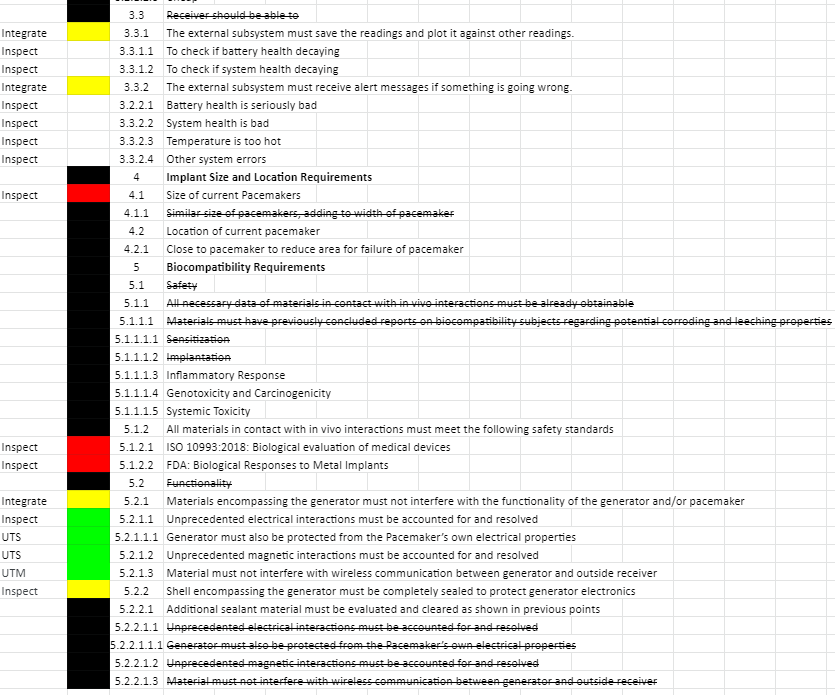 3.3 Receiver should be able to
Integrate 3.3.1 The external subsystem must save the readings and plot it against other readings.
Inspect 3.3.1.1 To check if battery health decaying
Inspect 3.3.1.2 To check if system health decaying
Integrate 3.3.2 The external subsystem must receive alert messages if something is going wrong.
Inspect 3.2.2.1 Battery health is seriously bad
Inspect 3.3.2.2 System health is bad
Inspect 3.3.2.3 Temperature is too hot
Inspect 3.3.2.4 Other system errors
4 Implant Size and Location Requirements
Inspect 4.1 Size of current Pacemakers
4.1.1 Similar size of pacemakers, adding to width of pacemaker
4.2 Location of current pacemaker
4.2.1 Close to pacemaker to reduce area for failure of pacemaker
5 Biocompatibility Requirements
5.1 Safety
5.1.1 All necessary data of materials in contact with in vivo interactions must be already obtainable
5.1.1.1 Materials must have previously concluded reports on biocompatibility subjects regarding potential corroding and leeching properties
5.1.1.1.1 Sensitization
5.1.1.1.2 Implantation
5.1.1.1.3 Inflammatory Response
5.1.1.1.4 Genotoxicity and Carcinogenicity
5.1.1.1.5 Systemic Toxicity
5.1.2 All materials in contact with in vivo interactions must meet the following safety standards
Inspect 5.1.2.1 ISO 10993:2018: Biological evaluation of medical devices
Inspect 5.1.2.2 FDA: Biological Responses to Metal Implants
5.2 Functionality
Integrate 5.2.1 Materials encompassing the generator must not interfere with the functionality of the generator and/or pacemaker
Inspect 5.2.1.1 Unprecedented electrical interactions must be accounted for and resolved
UTS 5.2.1.1.1 Generator must also be protected from the Pacemaker's own electrical properties
UTS 5.2.1.2 Unprecedented magnetic interactions must be accounted for and resolved
UTM 5.2.1.3 Material must not interfere with wireless communication between generator and outside receiver
Inspect 5.2.2 Shell encompassing the generator must be completely sealed to protect generator electronics
5.2.2.1 Additional sealant material must be evaluated and cleared as shown in previous points
5.2.2.1.1 Unprecedented electrical interactions must be accounted for and resolved
5.2.2.1.1.1 Generator must also be protected from the Pacemaker's own electrical properties
5.2.2.1.2 Unprecedented magnetic interactions must be accounted for and resolved
5.2.2.1.3 Material must not interfere with wireless communication between generator and outside receiver